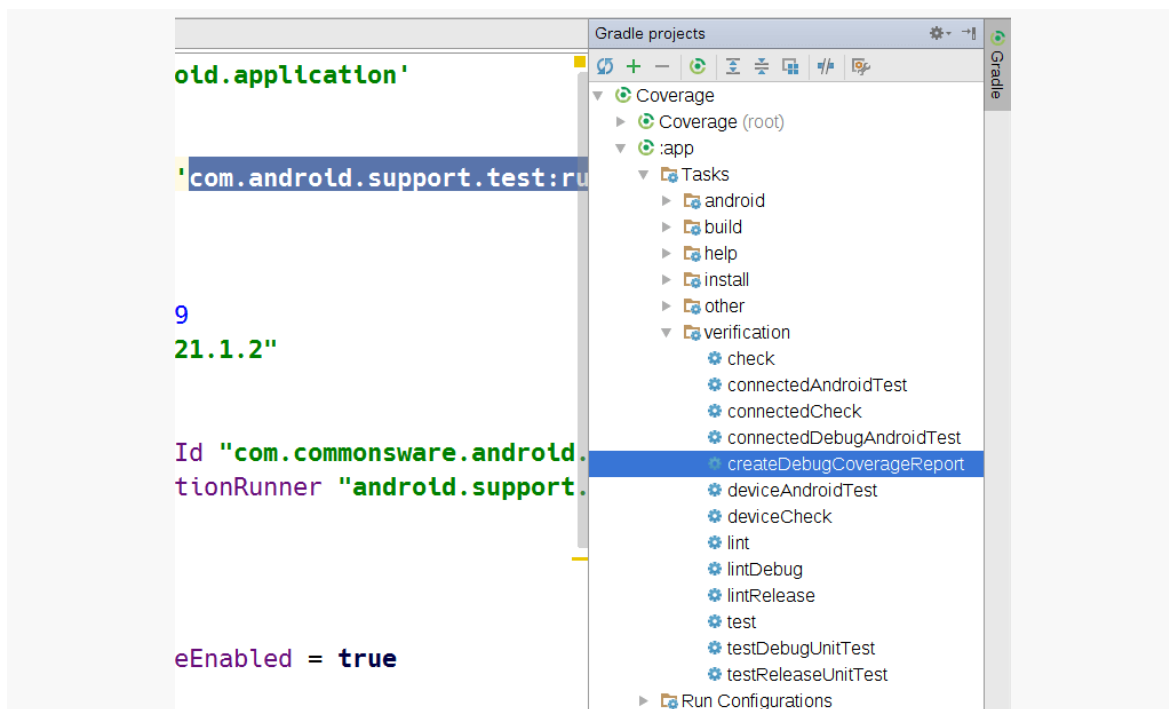 oid.application'
'com.android.support.test:ru
9
21.1.2"
Id "com.commonsware.android.
tionRunner "android.support.
eEnabled = true
Gradle projects
Coverage
Coverage (root)
:app
Tasks
android
build
help
install
other
verification
check
connectedAndroidTest
connectedCheck
connectedDebugAndroidTest
createDebugCoverageReport
deviceAndroidTest
deviceCheck
lint
lintDebug
lintRelease
test
testDebugUnitTest
testReleaseUnitTest
Run Configurations
Gradle